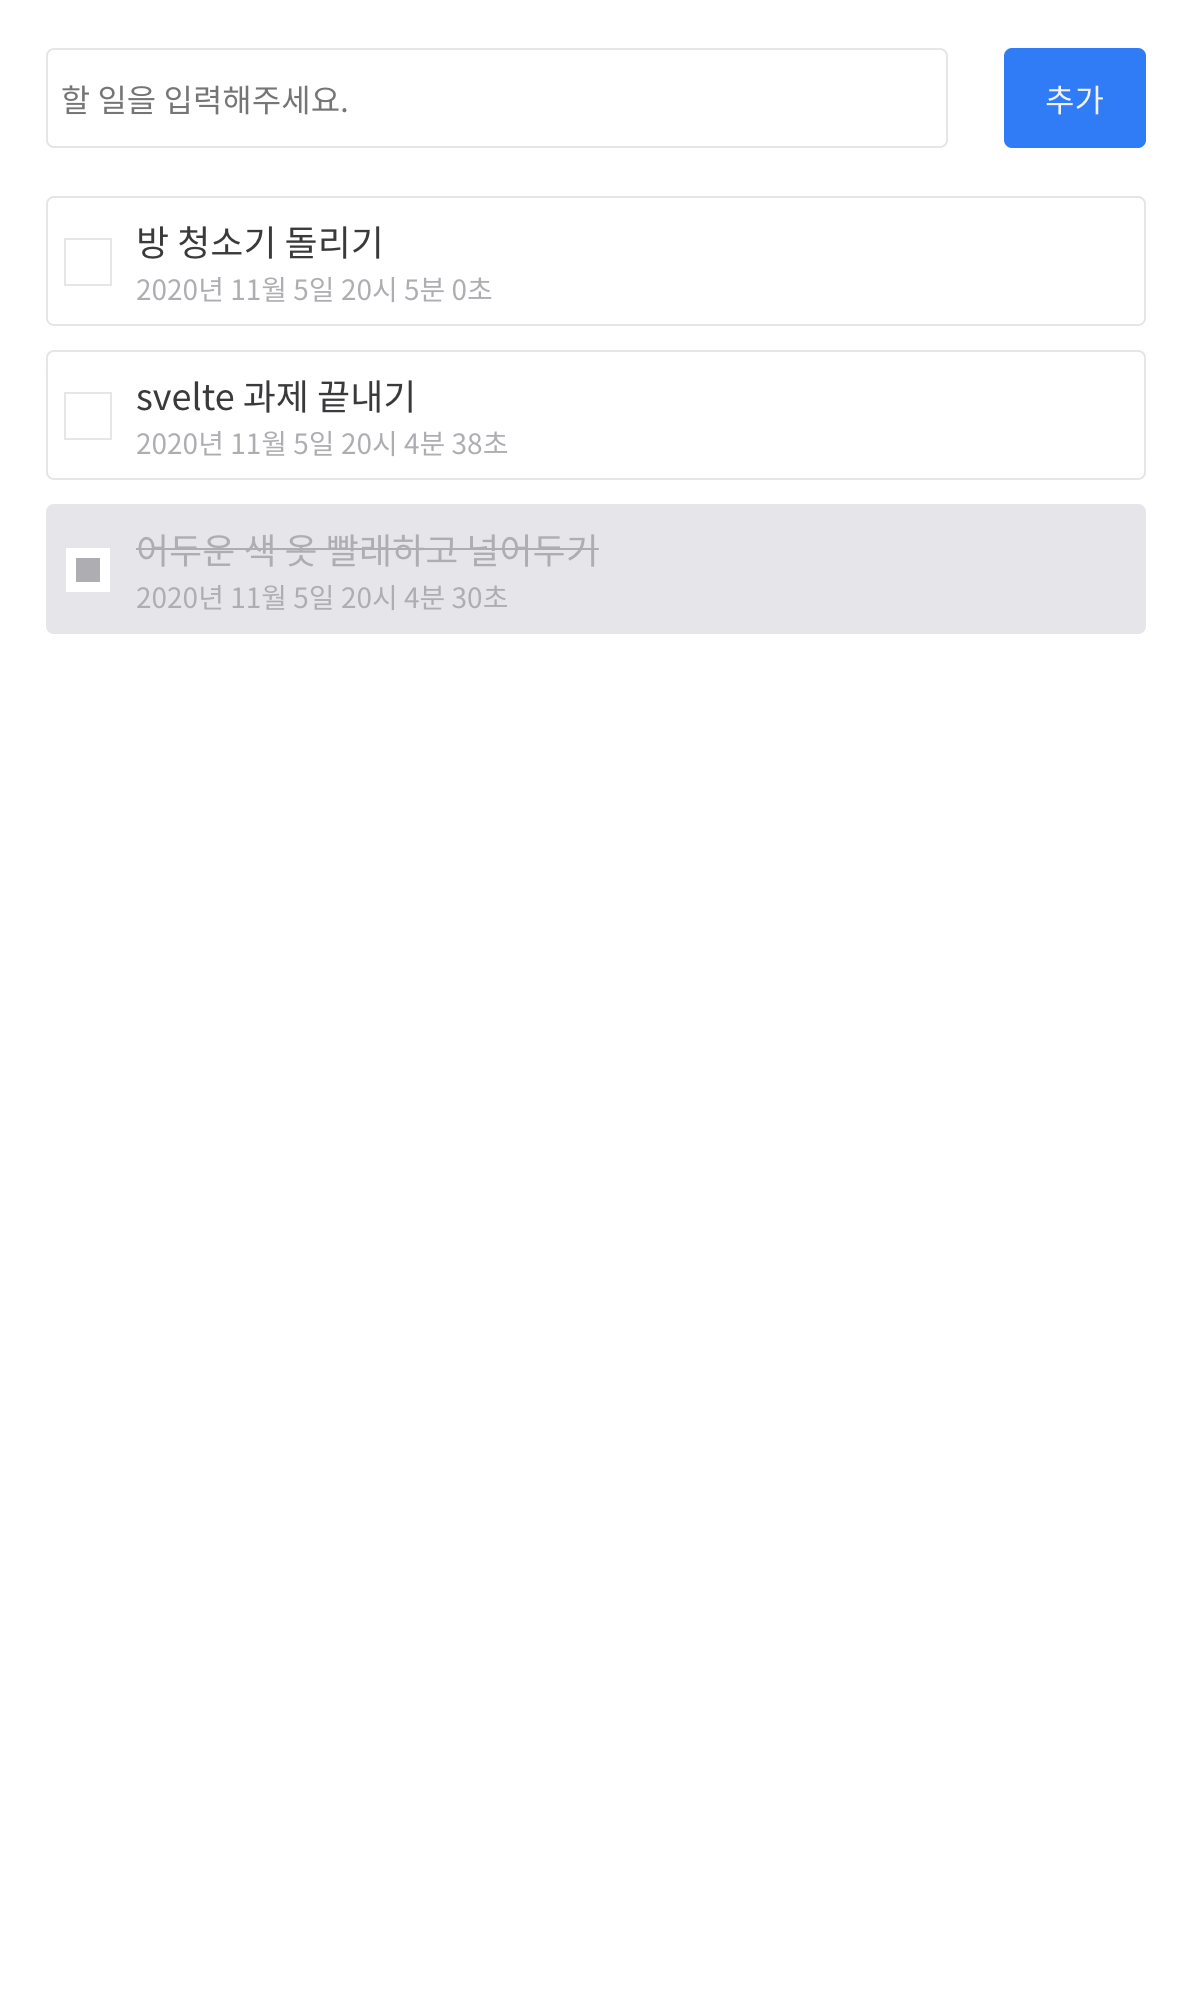 할 일을 입력해주세요.
추가
방 청소기 돌리기
2020년 11월 5일 20시 5분 0초
svelte 과제 끝내기
2020년 11월 5일 20시 4분 38초
어두운 색 옷 빨래하고 널어두기
2020년 11월 5일 20시 4분 30초